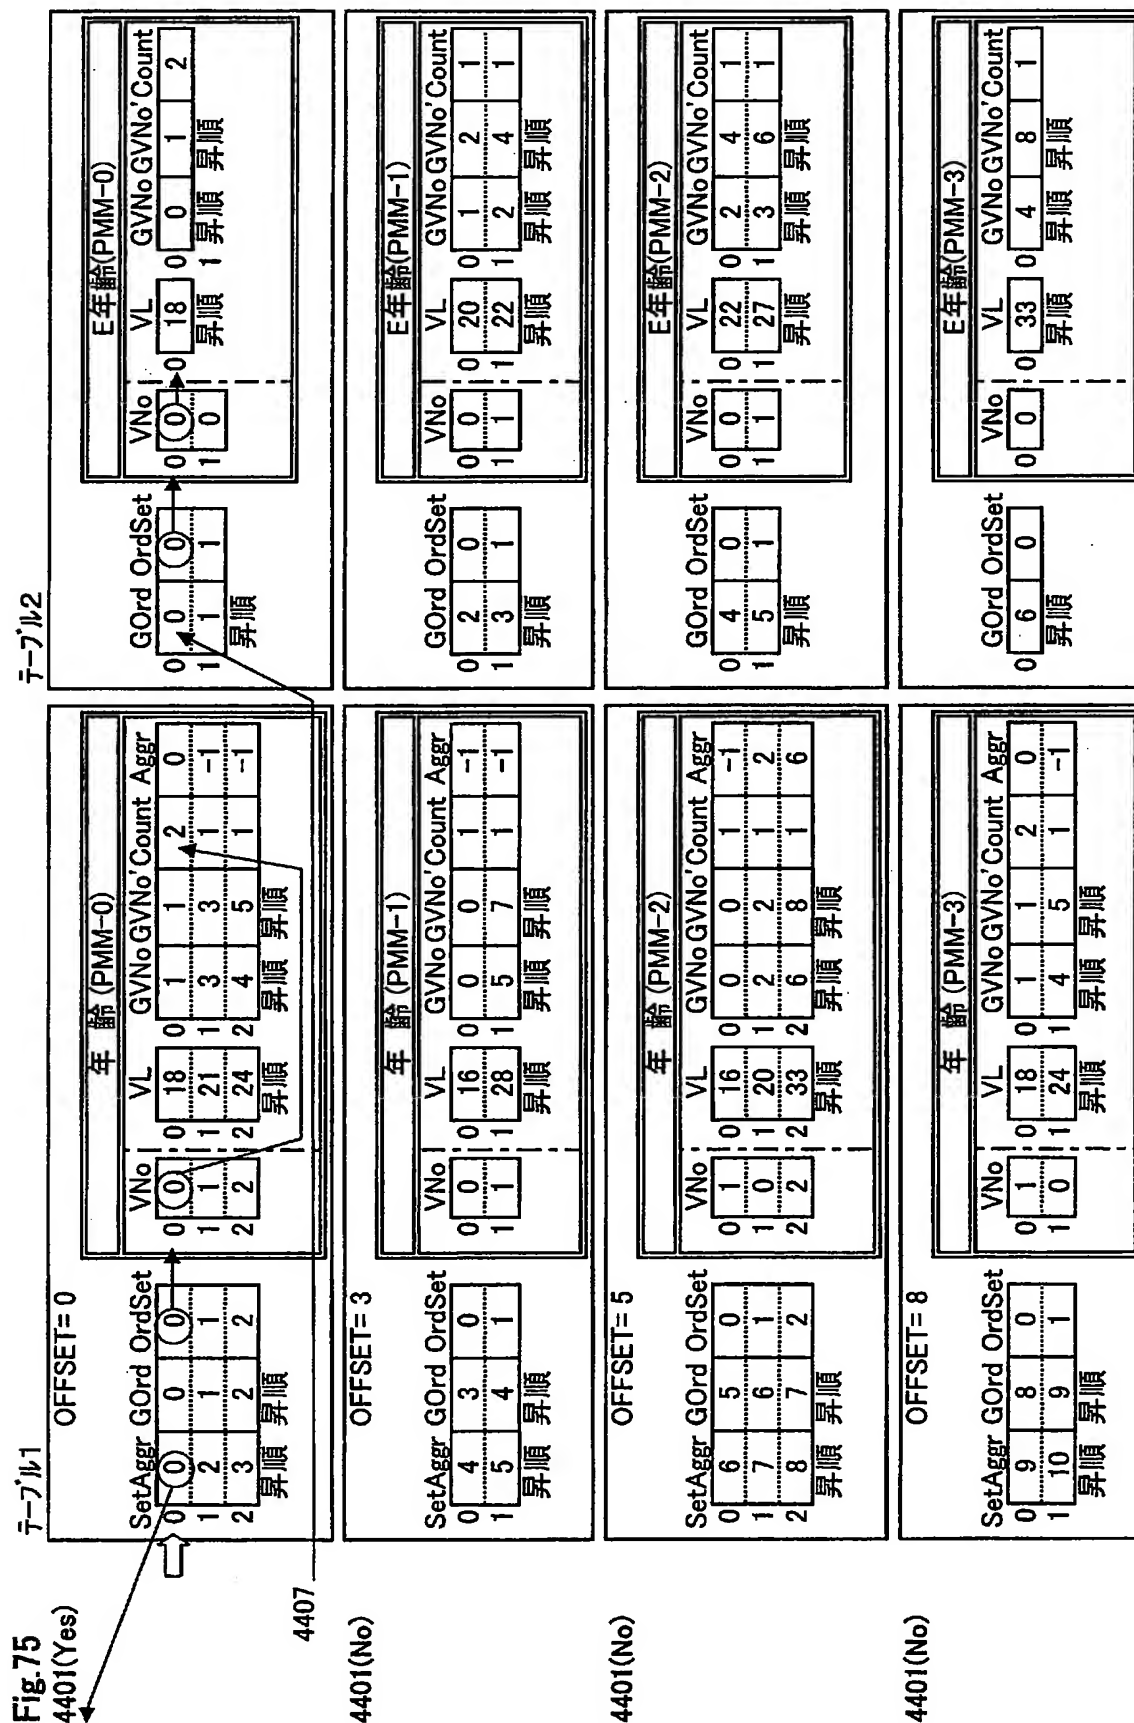 Fig.75
テーブル1
テーブル2
4401(Yes)
OFFSET= 0
SetAggr GOrd OrdSet
0 0 0 0
1 2 1 1
2 3 2 2
昇順 昇順
年 齢 (PMM-0)
VNo VL GVNo GVNo' Count Aggr
0 0 0 18 0 1 1 2 0
1 1 1 21 1 3 3 1 -1
2 2 2 24 2 4 5 1 -1
昇順 昇順 昇順
4407
GOrd OrdSet
0 0 0
1 1 1
昇順
E年齢(PMM-0)
VNo VL GVNo GVNo' Count
0 0 0 18 0 0 1 2
1 0 昇順 1 昇順 昇順
4401(No)
OFFSET= 3
SetAggr GOrd OrdSet
0 4 3 0
1 5 4 1
昇順 昇順
年 齢 (PMM-1)
VNo VL GVNo GVNo' Count Aggr
0 0 0 16 0 0 0 1 -1
1 1 1 28 1 5 7 1 -1
昇順 昇順 昇順
GOrd OrdSet
0 2 0
1 3 1
昇順
E年齢(PMM-1)
VNo VL GVNo GVNo' Count
0 0 0 20 0 1 2 1
1 1 1 22 1 2 4 1
昇順 昇順 昇順
4401(No)
OFFSET= 5
SetAggr GOrd OrdSet
0 6 5 0
1 7 6 1
2 8 7 2
昇順 昇順
年 齢 (PMM-2)
VNo VL GVNo GVNo' Count Aggr
0 1 0 16 0 0 0 1 -1
1 0 1 20 1 2 2 1 2
2 2 2 33 2 6 8 1 6
昇順 昇順 昇順
GOrd OrdSet
0 4 0
1 5 1
昇順
E年齢(PMM-2)
VNo VL GVNo GVNo' Count
0 0 0 22 0 2 4 1
1 1 1 27 1 3 6 1
昇順 昇順 昇順
4401(No)
OFFSET= 8
SetAggr GOrd OrdSet
0 9 8 0
1 10 9 1
昇順 昇順
年 齢 (PMM-3)
VNo VL GVNo GVNo' Count Aggr
0 1 0 18 0 1 1 2 0
1 0 1 24 1 4 5 1 -1
昇順 昇順 昇順
GOrd OrdSet
0 6 0
昇順
E年齢(PMM-3)
VNo VL GVNo GVNo' Count
0 0 0 33 0 4 8 1
昇順 昇順 昇順